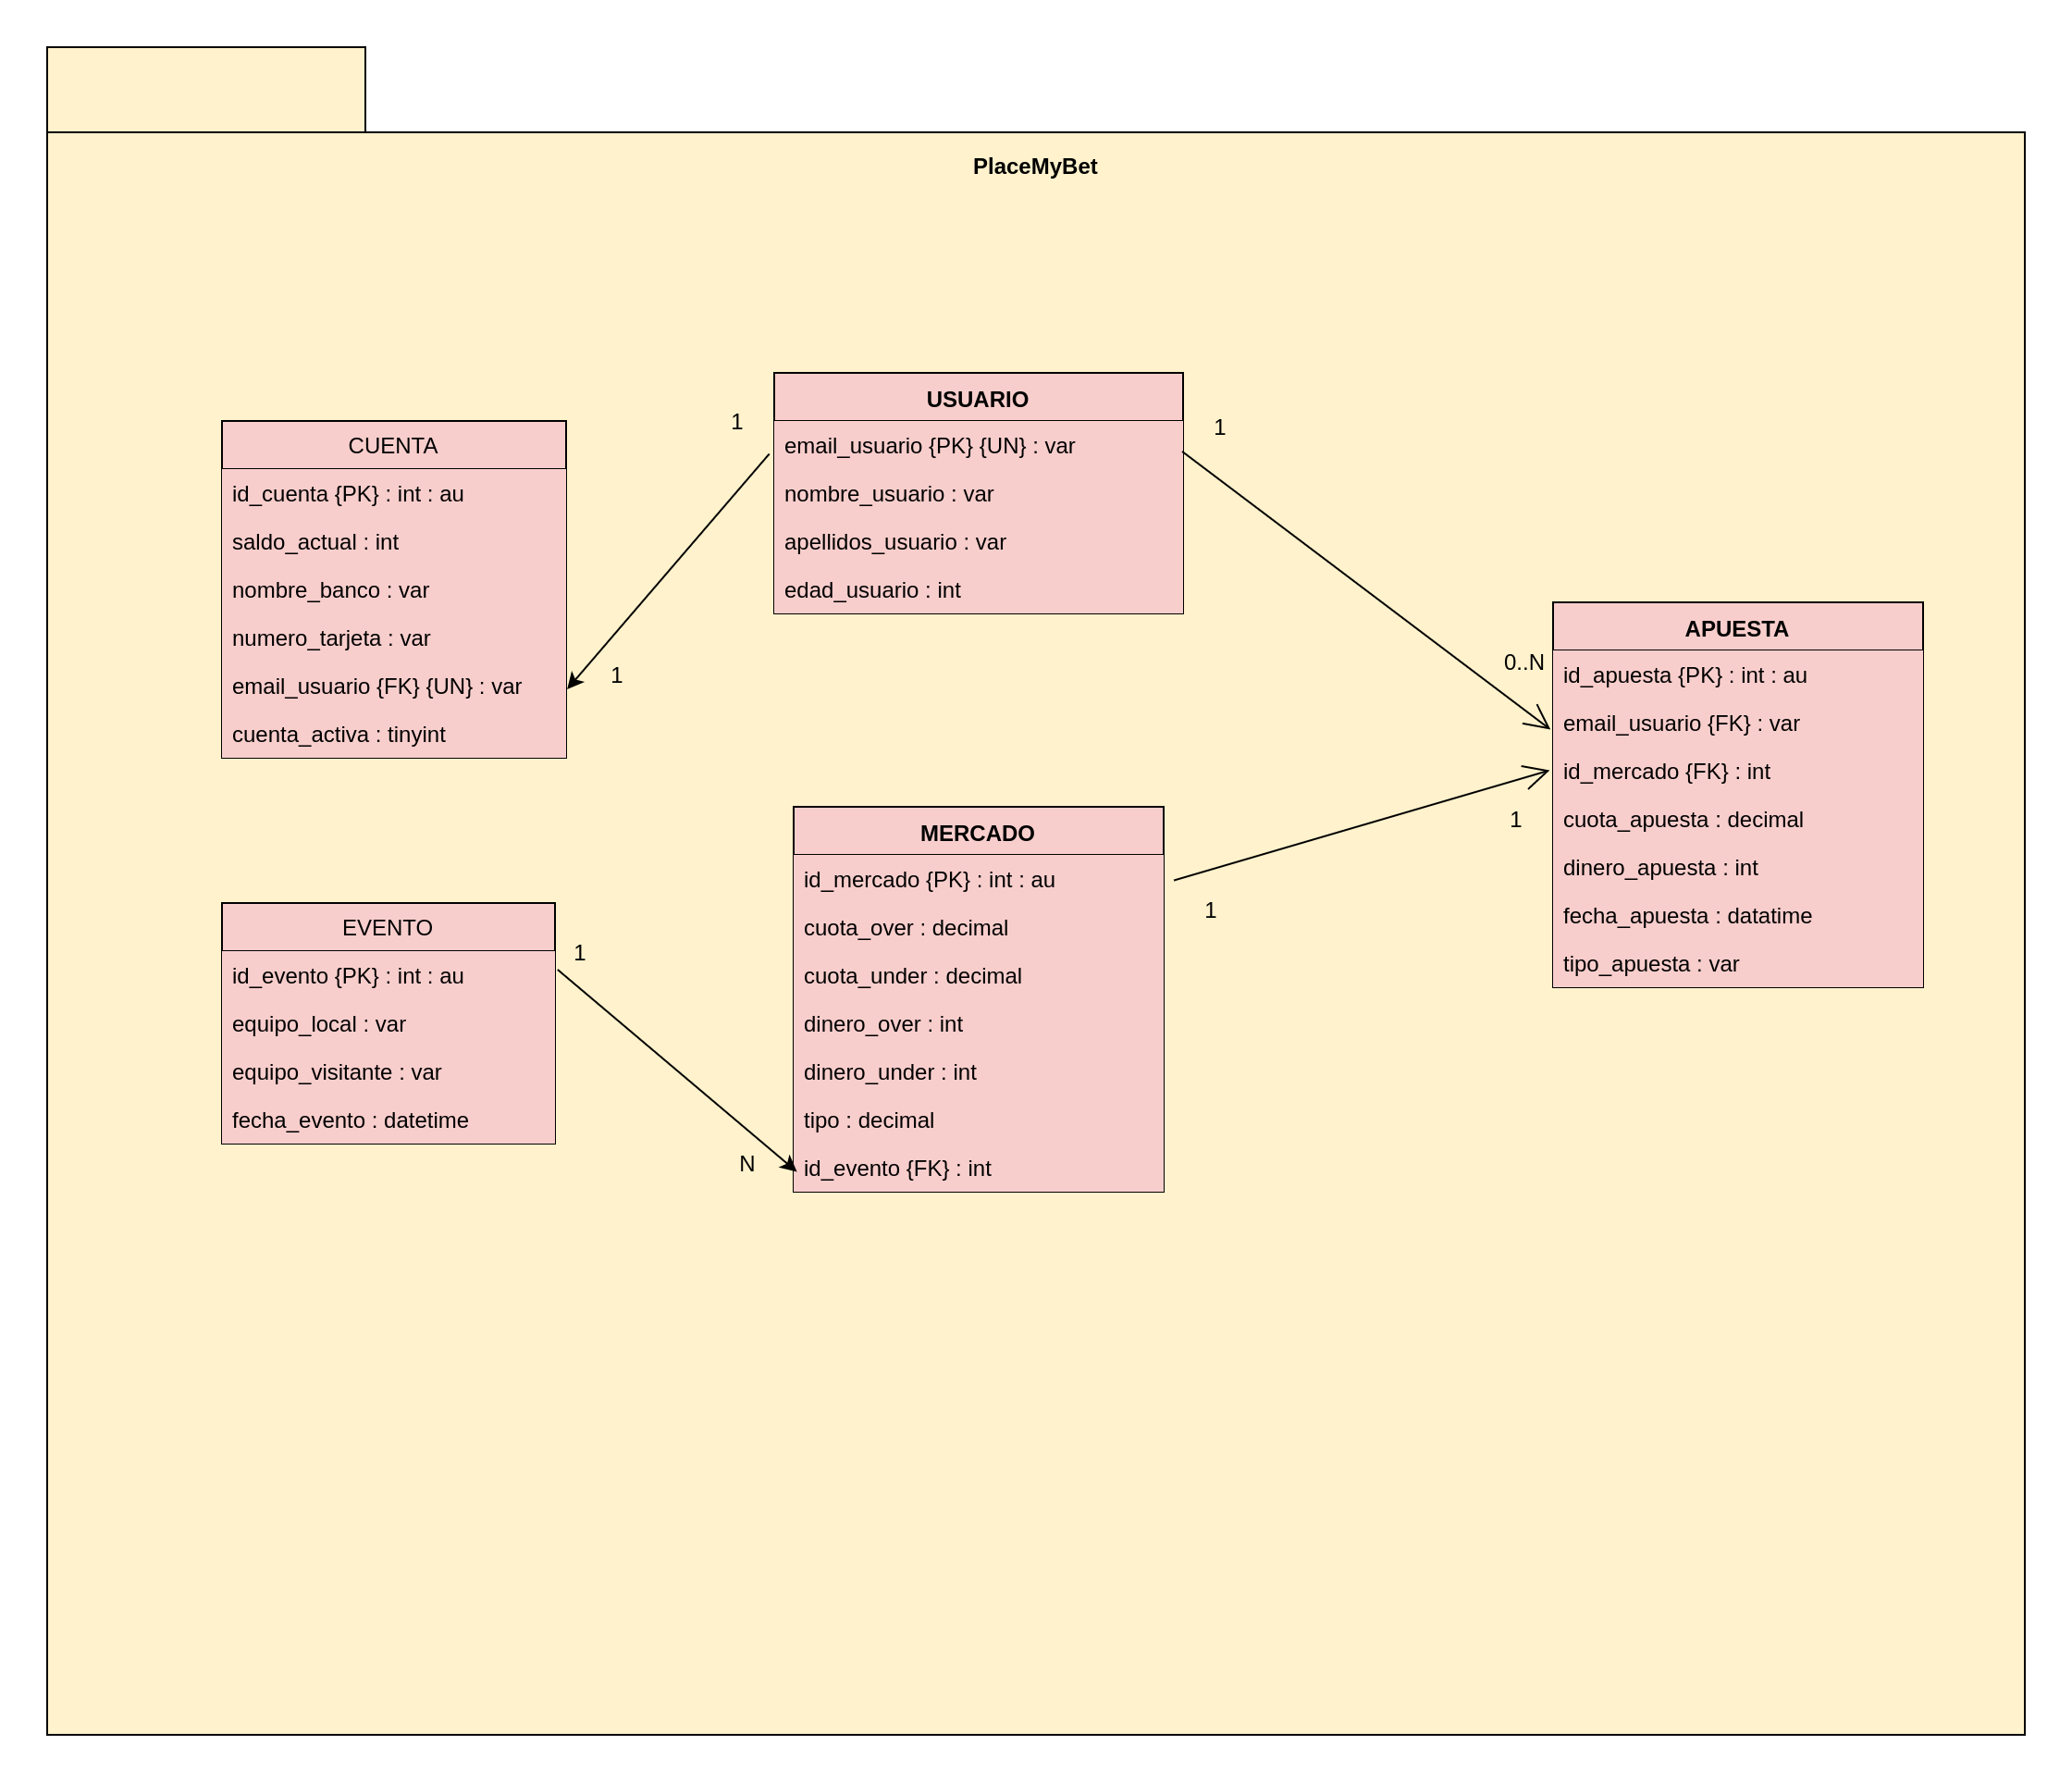 PlaceMyBet
CUENTA
id_cuenta {PK} : int : au
saldo_actual : int
nombre_banco : var
numero_tarjeta : var
email_usuario {FK} {UN} : var
cuenta_activa : tinyint
1
1
USUARIO
email_usuario {PK} {UN} : var
nombre_usuario : var
apellidos_usuario : var
edad_usuario : int
1
0..N
APUESTA
id_apuesta {PK} : int : au
email_usuario {FK} : var
id_mercado {FK} : int
cuota_apuesta : decimal
dinero_apuesta : int
fecha_apuesta : datatime
tipo_apuesta : var
EVENTO
id_evento {PK} : int : au
equipo_local : var
equipo_visitante : var
fecha_evento : datetime
1
N
MERCADO
id_mercado {PK} : int : au
cuota_over : decimal
cuota_under : decimal
dinero_over : int
dinero_under : int
tipo : decimal
id_evento {FK} : int
1
1